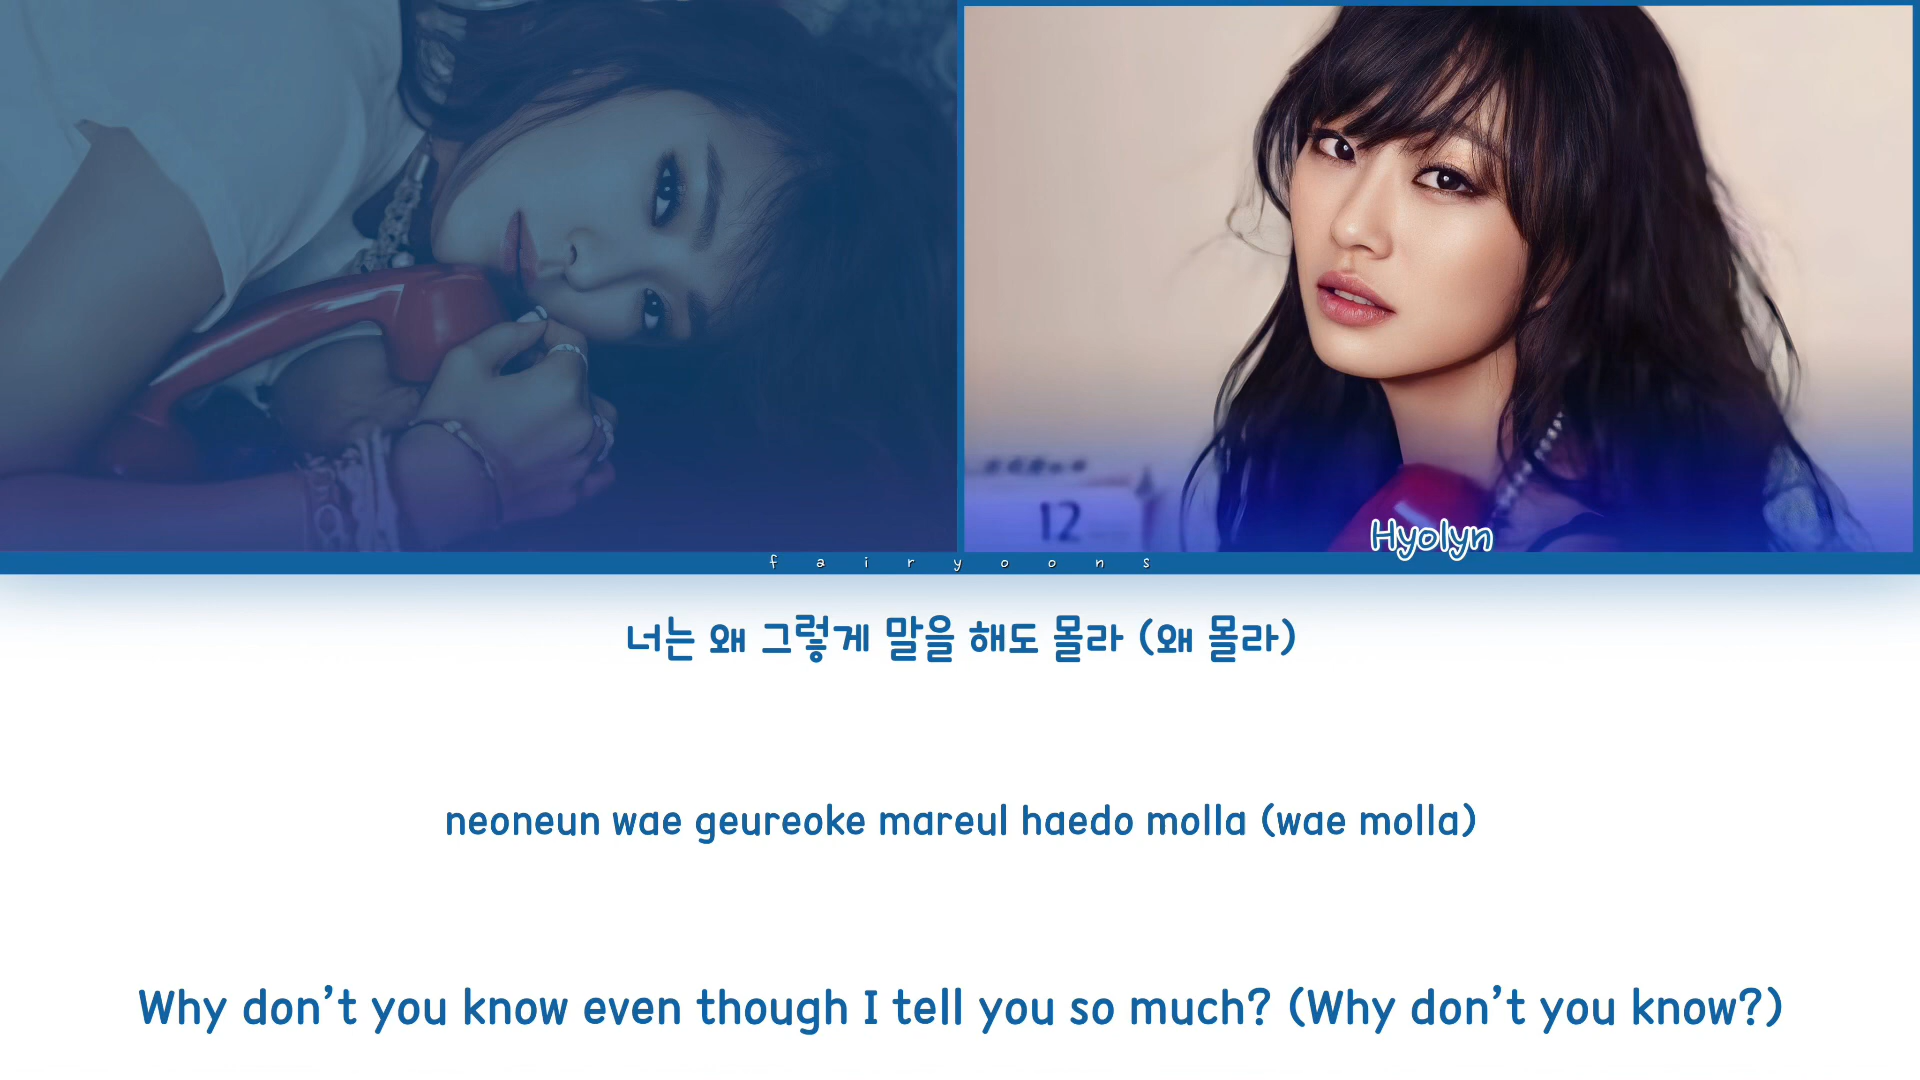 12
Hyolyn
fairyoons
너는 왜 그렇게 말을 해도 몰라 (왜 몰라)
neoneun wae geureoke mareul haedo molla (wae molla)
Why don't you know even though I tell you so much? (Why don't you know?)